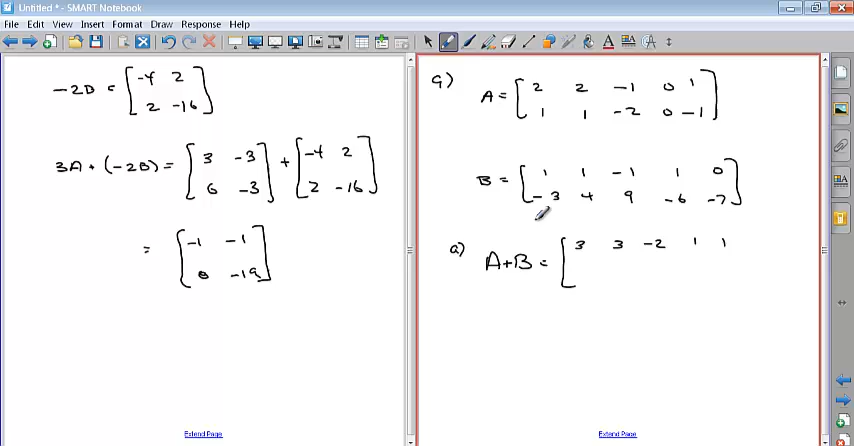 Untitled * - SMART Notebook
File Edit View Insert Format Draw Response Help
-2B = [ -4 2
2 -16 ]
3A + (-2B) = [ 3 -3
6 -3 ] + [ -4 2
2 -16 ]
= [ -1 -1
8 -19 ]
Extend Page
9)
A = [ 2 2 -1 0 1
1 1 -2 0 -1 ]
B = [ 1 1 -1 1 0
-3 4 9 -6 -7 ]
a) A+B = [ 3 3 -2 1 1
Extend Page